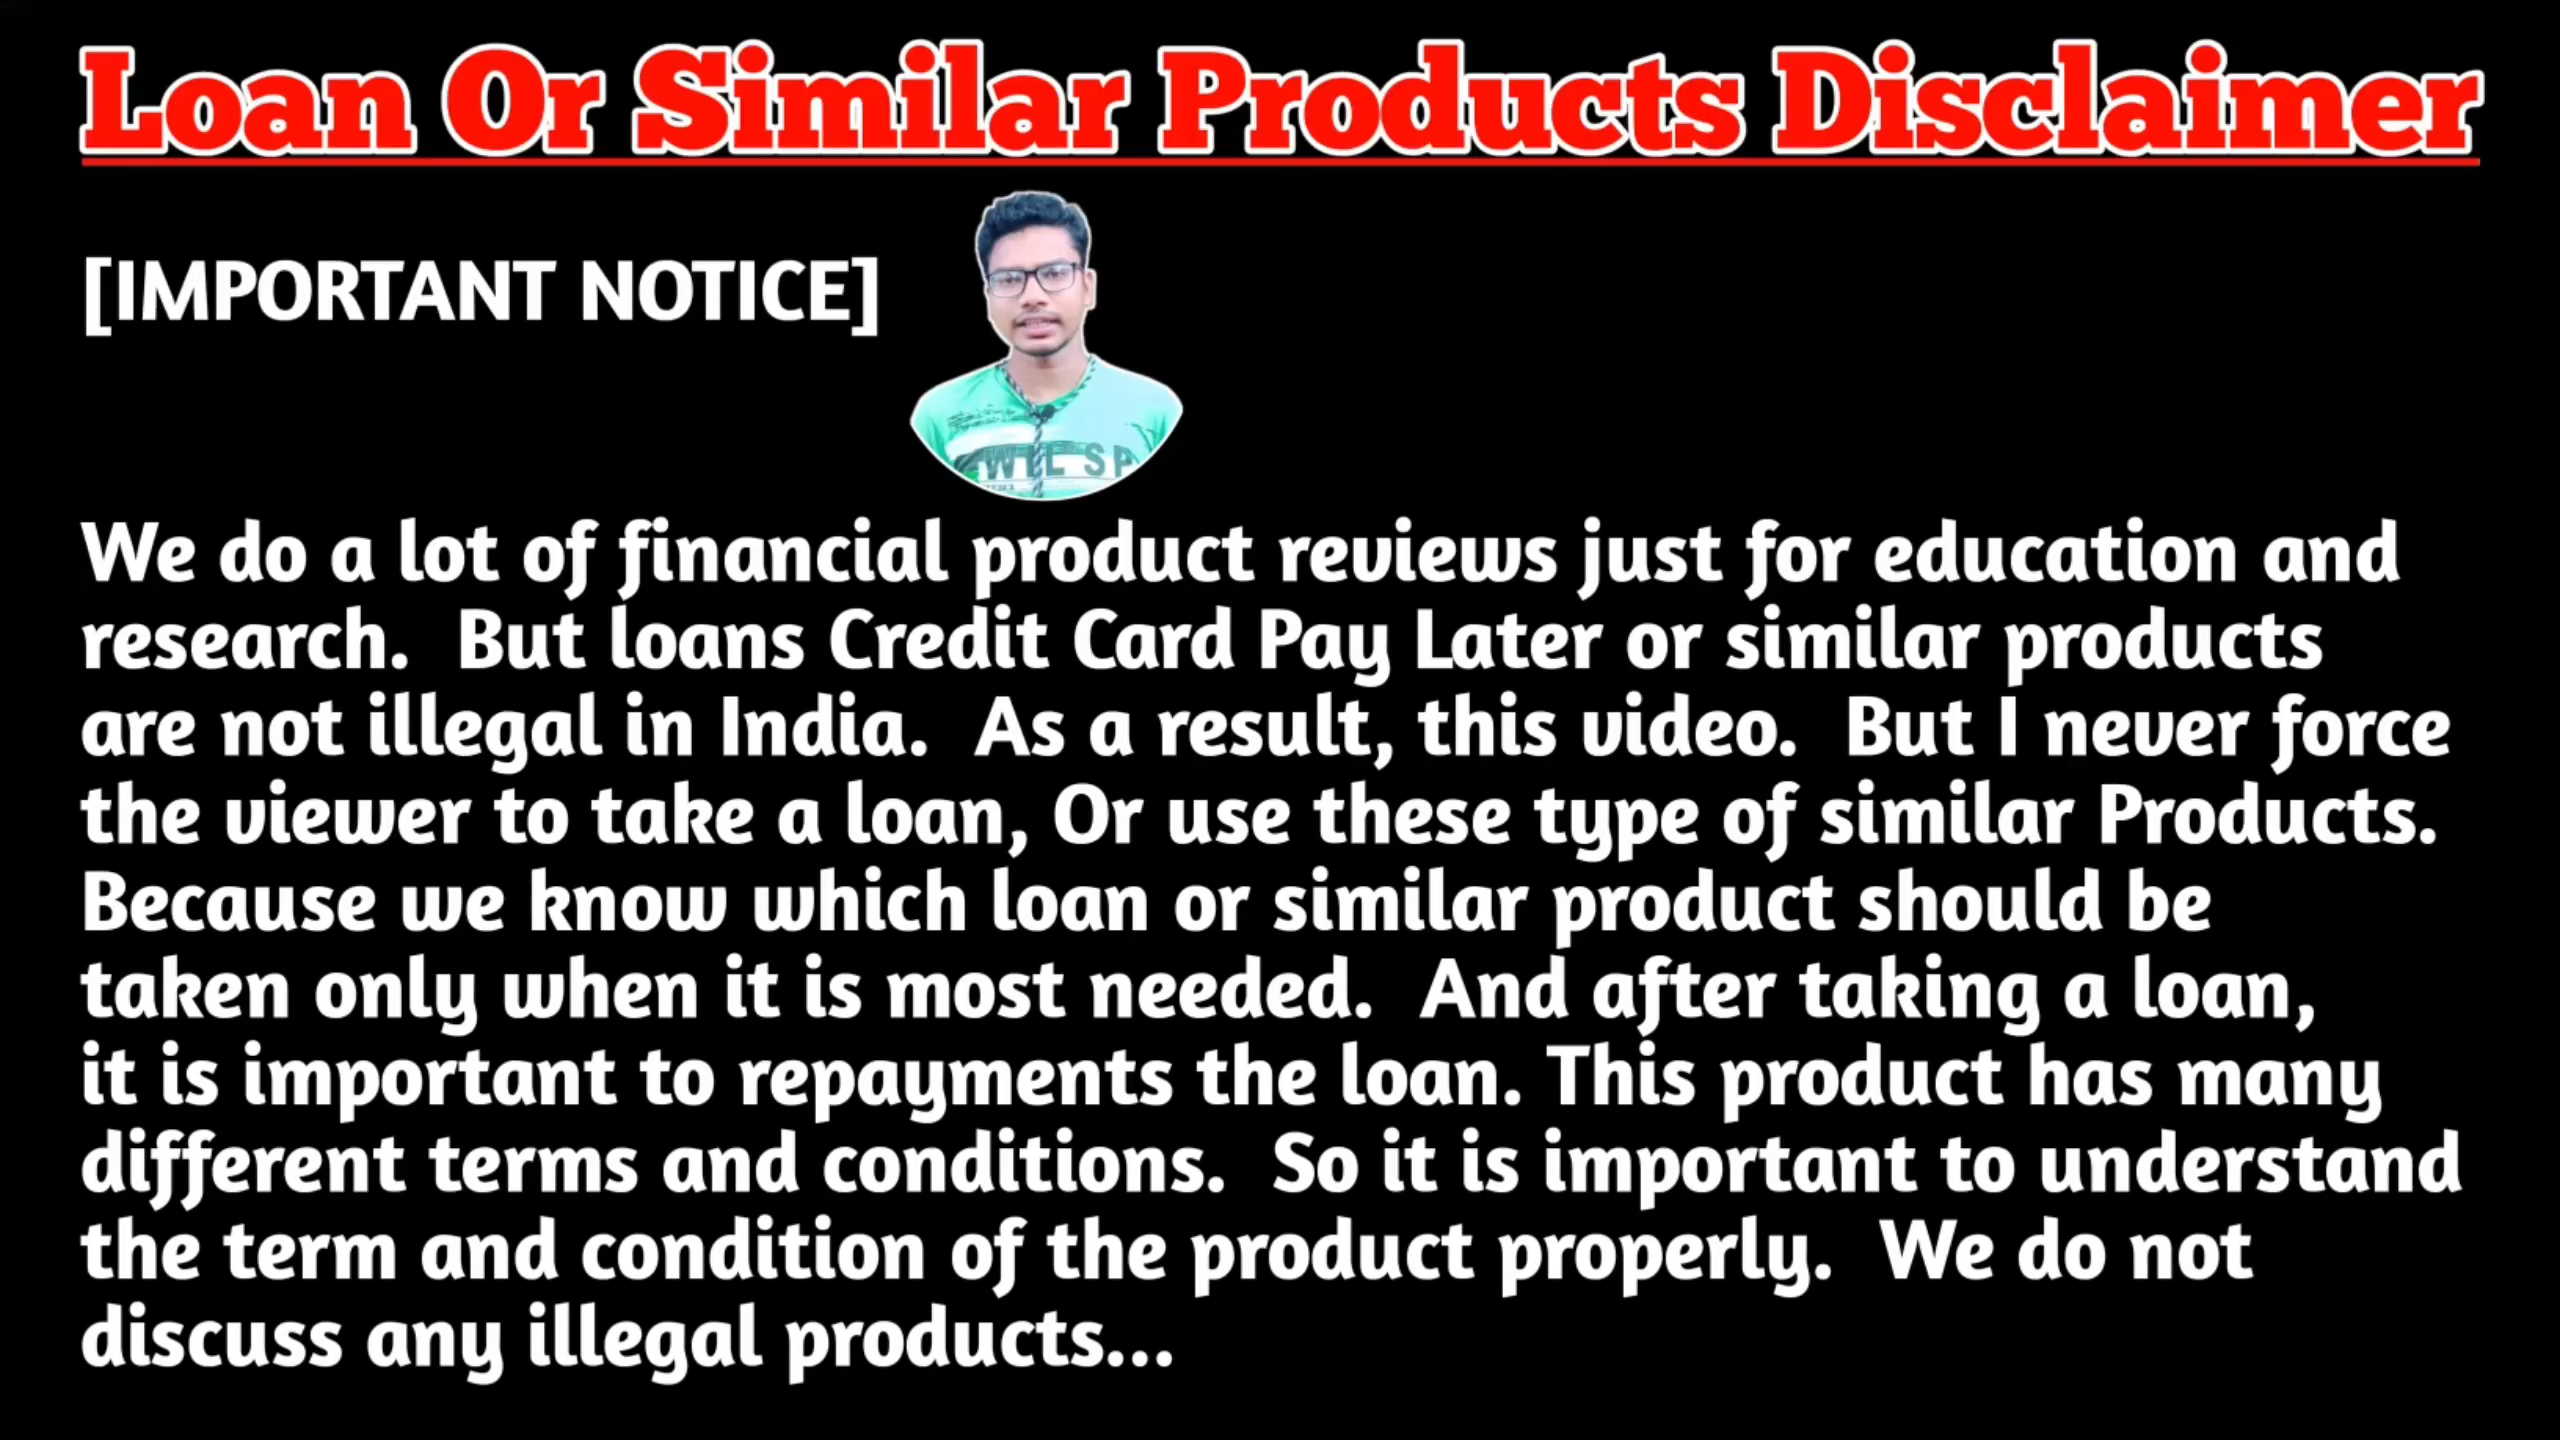 Loan Or Similar Products Disclaimer
[IMPORTANT NOTICE]
WIL SP
We do a lot of financial product reviews just for education and
research.  But loans Credit Card Pay Later or similar products
are not illegal in India.  As a result, this video.  But I never force
the viewer to take a loan, Or use these type of similar Products.
Because we know which loan or similar product should be
taken only when it is most needed.  And after taking a loan,
it is important to repayments the loan. This product has many
different terms and conditions.  So it is important to understand
the term and condition of the product properly.  We do not
discuss any illegal products...